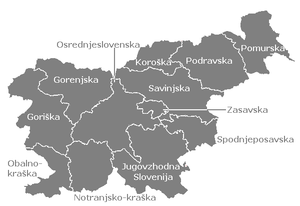 Pomurska
Osrednjeslovenska
Koroška
Podravska
Gorenjska
Savinjska
Zasavska
Goriška
Spodnjeposavska
Obalno-
kraška
Jugovzhodna
Slovenija
Notranjsko-kraška